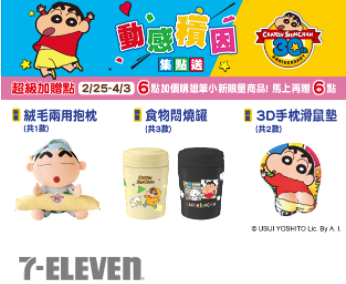 動感積因
集點送
CRAYON SHINCHAN
30th
ANNIVERSARY
超級加贈點 2/25-4/3 6點加價購蠟筆小新限量商品! 馬上再贈6點
絨毛兩用抱枕
(共1款)
食物悶燒罐
(共3款)
3D手枕滑鼠墊
(共2款)
© USUI YOSHITO Lic. By A. I.
7-ELEVEN